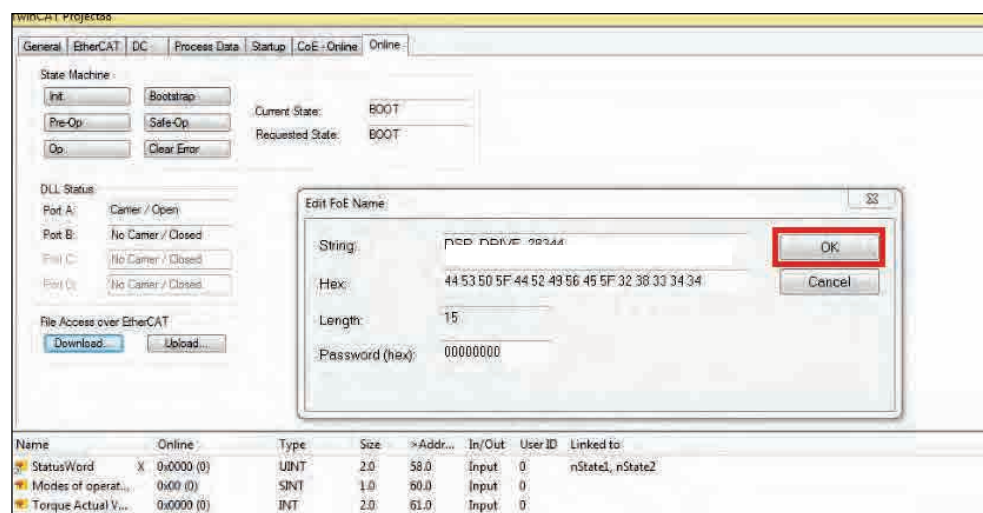 TwinCAT Project88
General EtherCAT DC Process Data Startup CoE - Online Online
State Machine
Init Bootstrap
Pre-Op Safe-Op
Op Clear Error
Current State: BOOT
Requested State: BOOT
DLL Status
Port A: Carrier / Open
Port B: No Carrier / Closed
Port C: No Carrier / Closed
Port D: No Carrier / Closed
File Access over EtherCAT
Download... Upload...
Edit FoE Name
String: DSP_DRIVE_28344
Hex: 44 53 50 5F 44 52 49 56 45 5F 32 38 33 34 34
Length: 15
Password (hex): 00000000
OK
Cancel
Name Online Type Size >Addr... In/Out User ID Linked to
StatusWord X 0x0000 (0) UINT 2.0 58.0 Input 0 nState1, nState2
Modes of operat... 0x00 (0) SINT 1.0 60.0 Input 0
Torque Actual V... 0x0000 (0) INT 2.0 61.0 Input 0